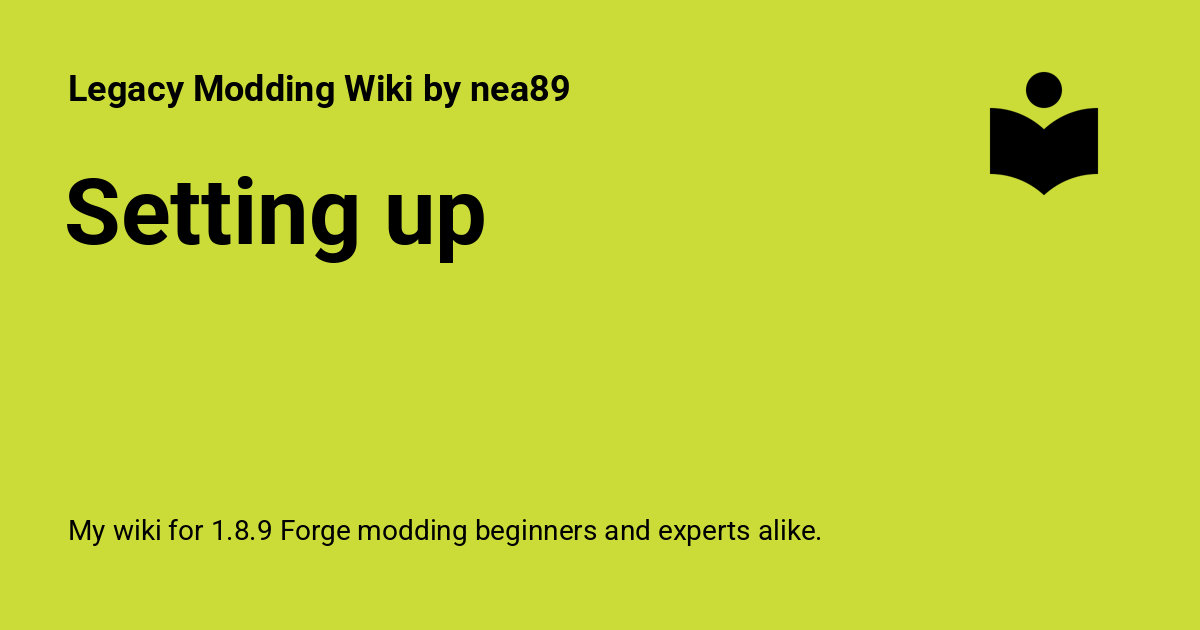 Legacy Modding Wiki by nea89
Setting up
My wiki for 1.8.9 Forge modding beginners and experts alike.